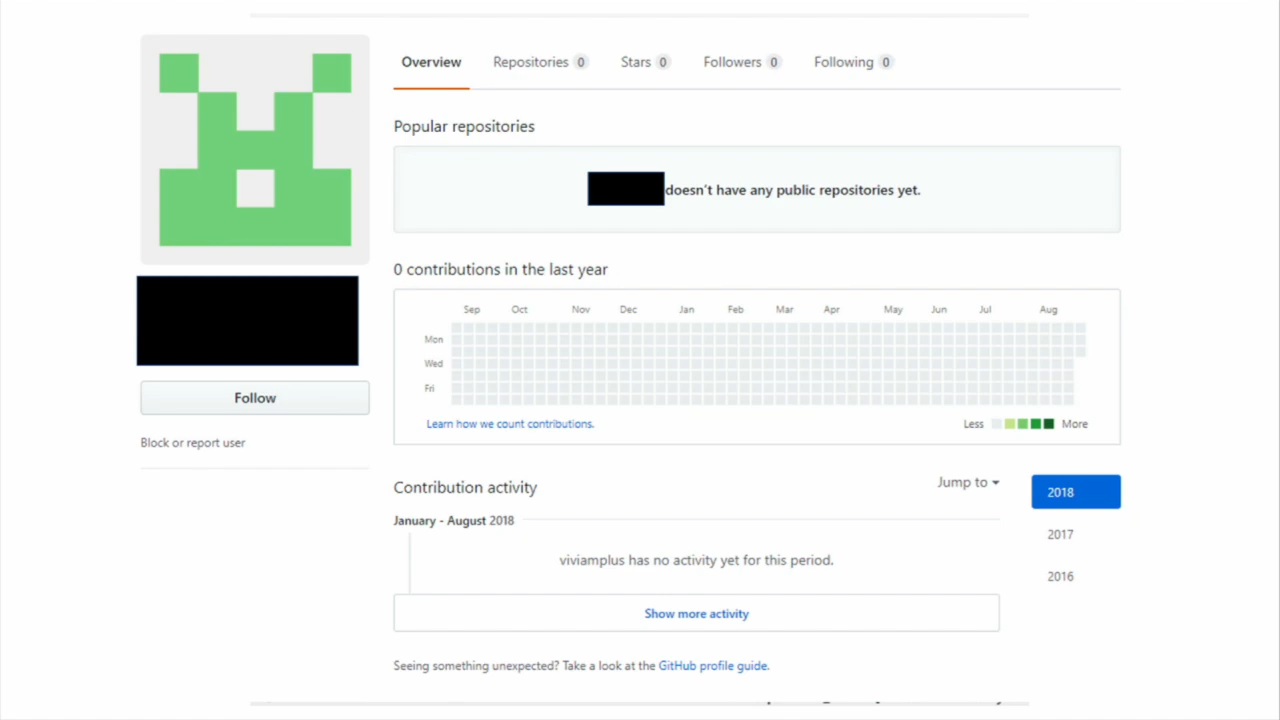 Overview Repositories 0 Stars 0 Followers 0 Following 0
Popular repositories
doesn't have any public repositories yet.
0 contributions in the last year
Sep Oct Nov Dec Jan Feb Mar Apr May Jun Jul Aug
Mon
Wed
Fri
Learn how we count contributions. Less More
Follow
Block or report user
Contribution activity Jump to 2018
January - August 2018
2017
viviamplus has no activity yet for this period.
2016
Show more activity
Seeing something unexpected? Take a look at the GitHub profile guide.